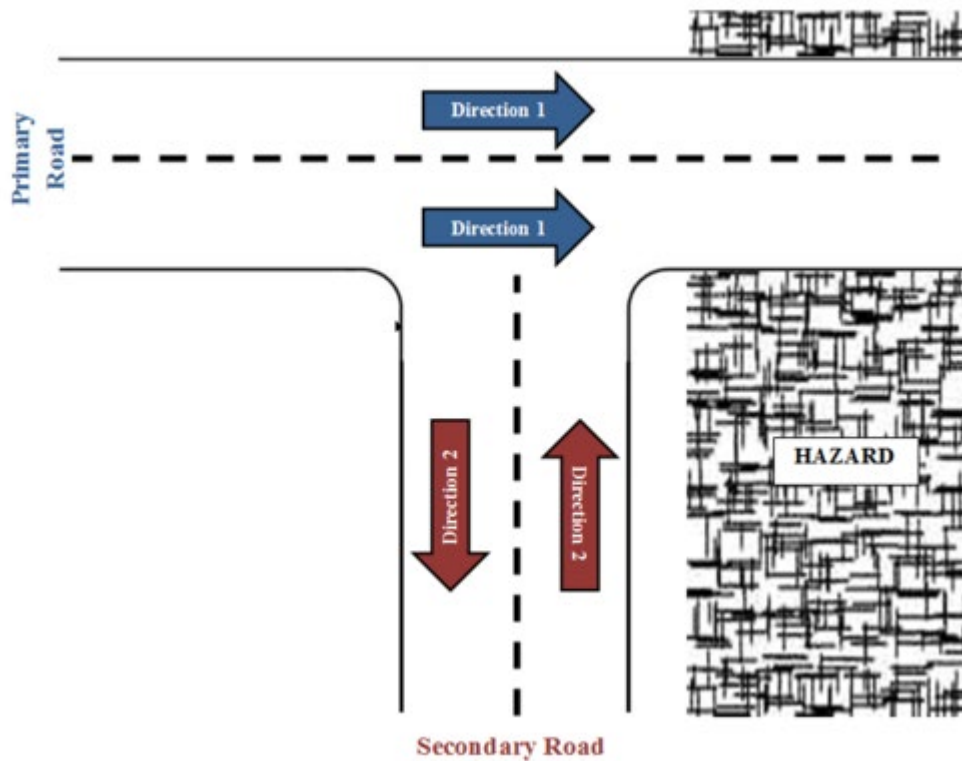 Direction 1
Primary
Road
Direction 1
HAZARD
Direction 2
Direction 2
Secondary Road